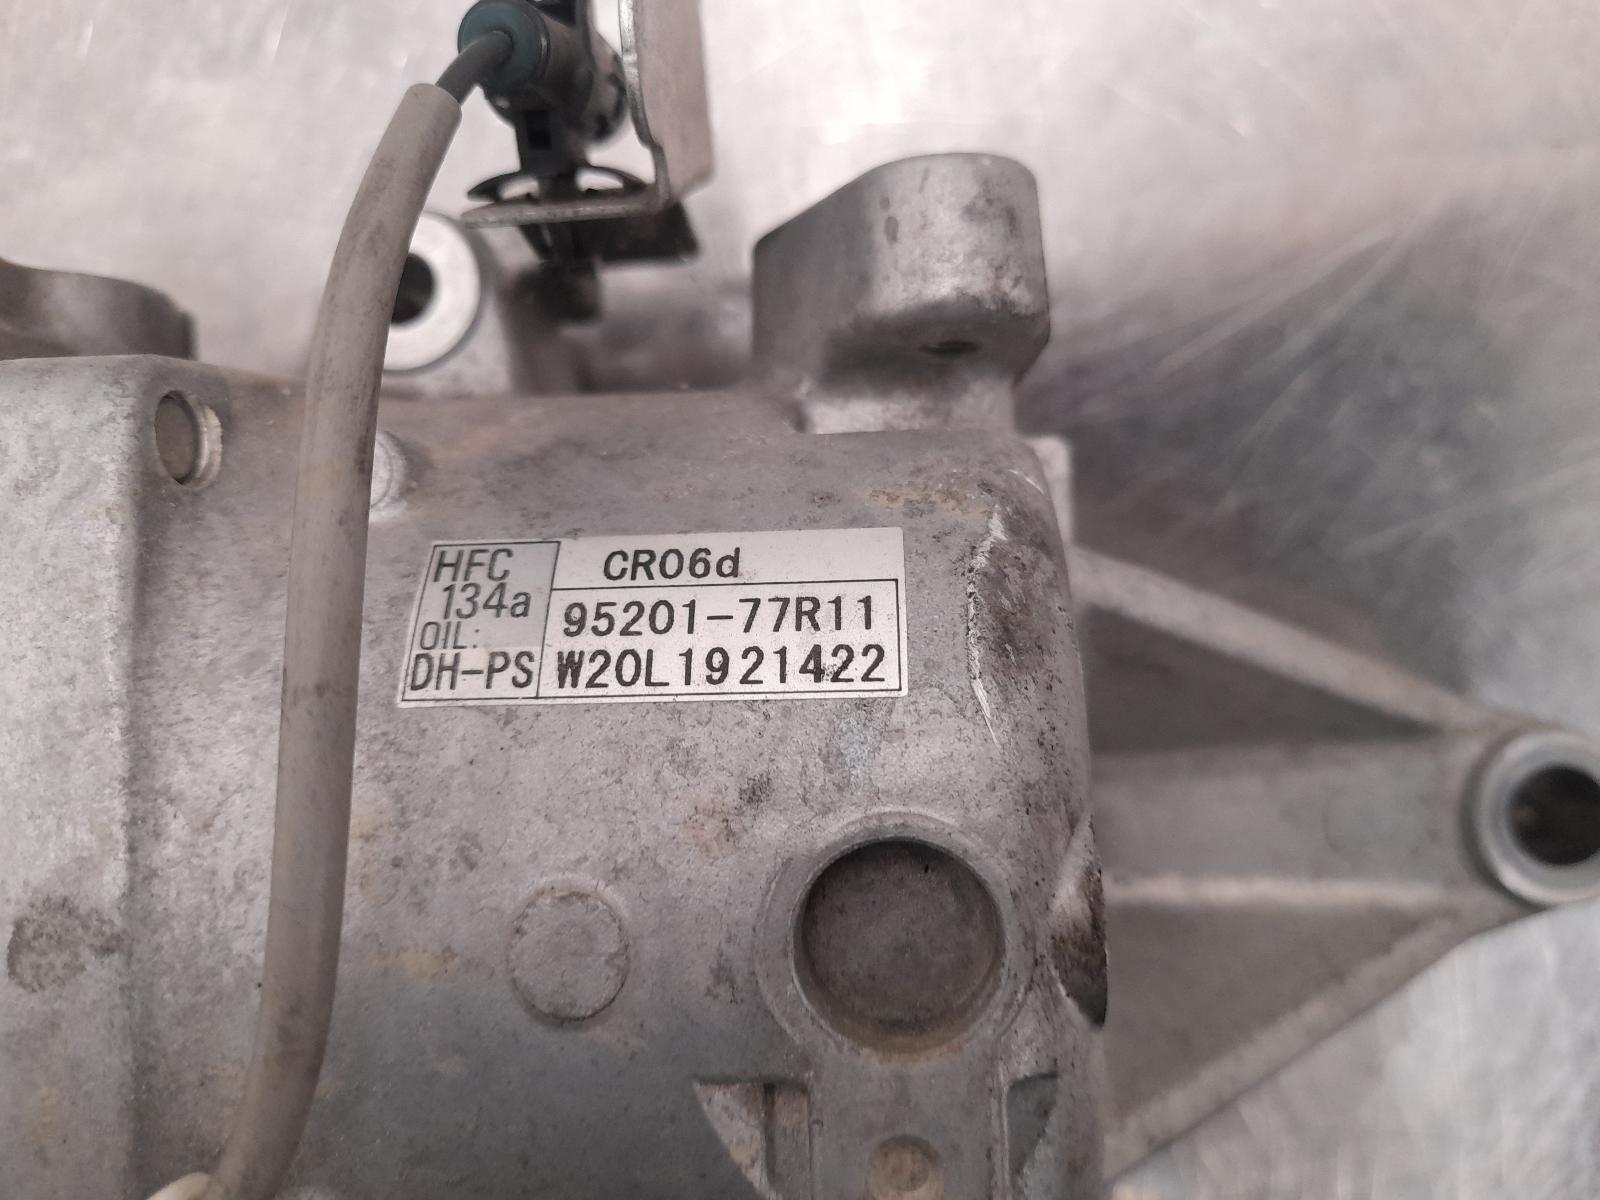 HFC
134a
OIL:
DH-PS
CR06d
95201-77R11
W20L1921422